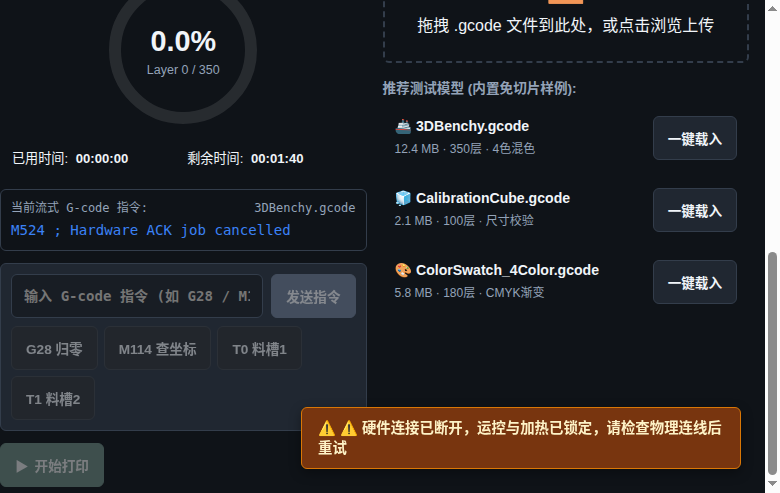 0.0%
Layer 0 / 350
已用时间: 00:00:00
剩余时间: 00:01:40
当前流式 G-code 指令:
3DBenchy.gcode
M524 ; Hardware ACK job cancelled
输入 G-code 指令 (如 G28 / M:
发送指令
G28 归零
M114 查坐标
T0 料槽1
T1 料槽2
▶ 开始打印
拖拽 .gcode 文件到此处，或点击浏览上传
推荐测试模型 (内置免切片样例):
🚢 3DBenchy.gcode
12.4 MB · 350层 · 4色混色
一键载入
🧊 CalibrationCube.gcode
2.1 MB · 100层 · 尺寸校验
一键载入
🎨 ColorSwatch_4Color.gcode
5.8 MB · 180层 · CMYK渐变
一键载入
⚠️ ⚠️ 硬件连接已断开，运控与加热已锁定，请检查物理连线后
重试